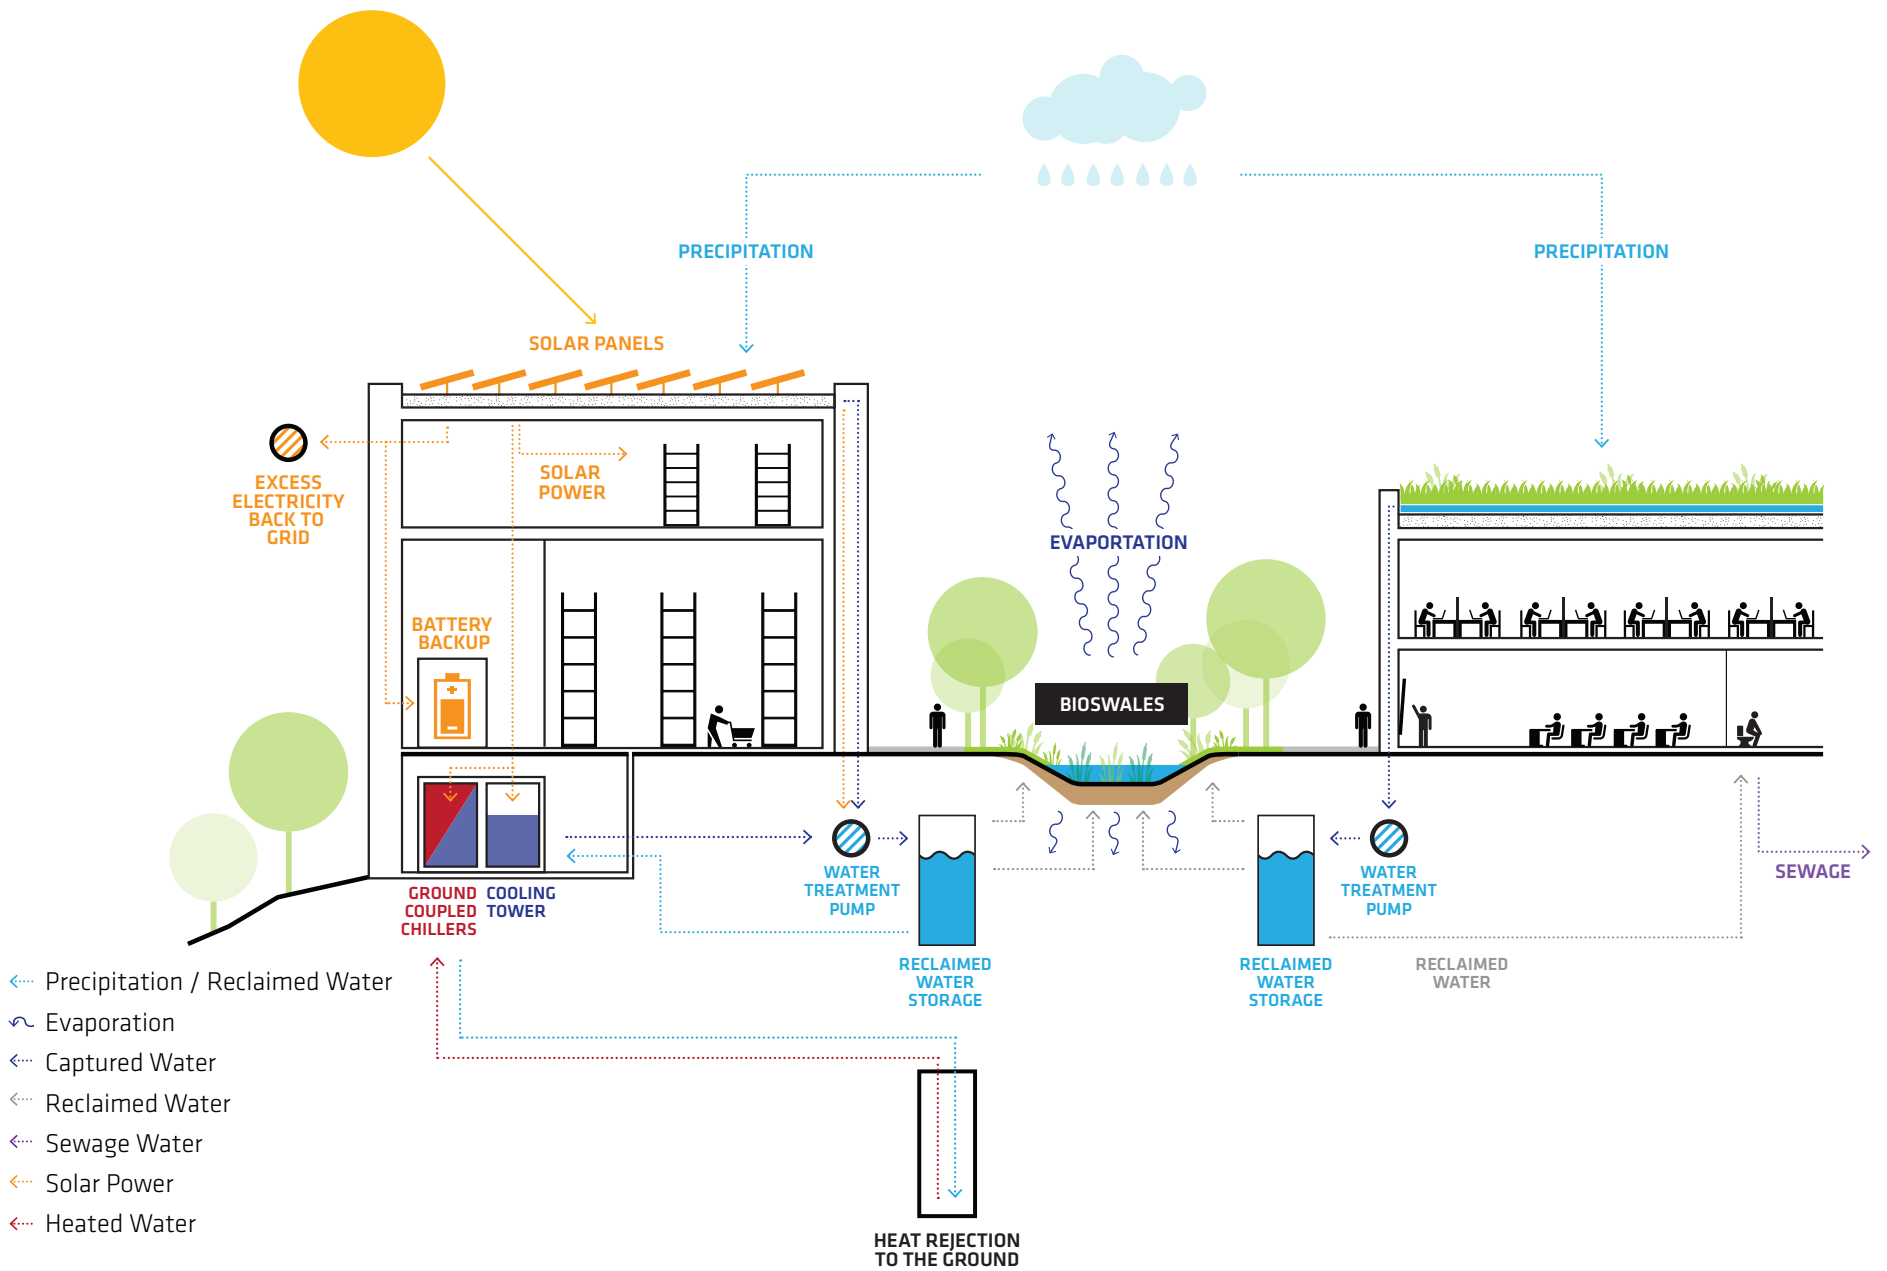 PRECIPITATION
PRECIPITATION
SOLAR PANELS
EXCESS
ELECTRICITY
BACK TO
GRID
SOLAR
POWER
EVAPORTATION
BATTERY
BACKUP
BIOSWALES
GROUND
COUPLED
CHILLERS
COOLING
TOWER
WATER
TREATMENT
PUMP
WATER
TREATMENT
PUMP
SEWAGE
RECLAIMED
WATER
STORAGE
RECLAIMED
WATER
STORAGE
RECLAIMED
WATER
Precipitation / Reclaimed Water
Evaporation
Captured Water
Reclaimed Water
Sewage Water
Solar Power
Heated Water
HEAT REJECTION
TO THE GROUND